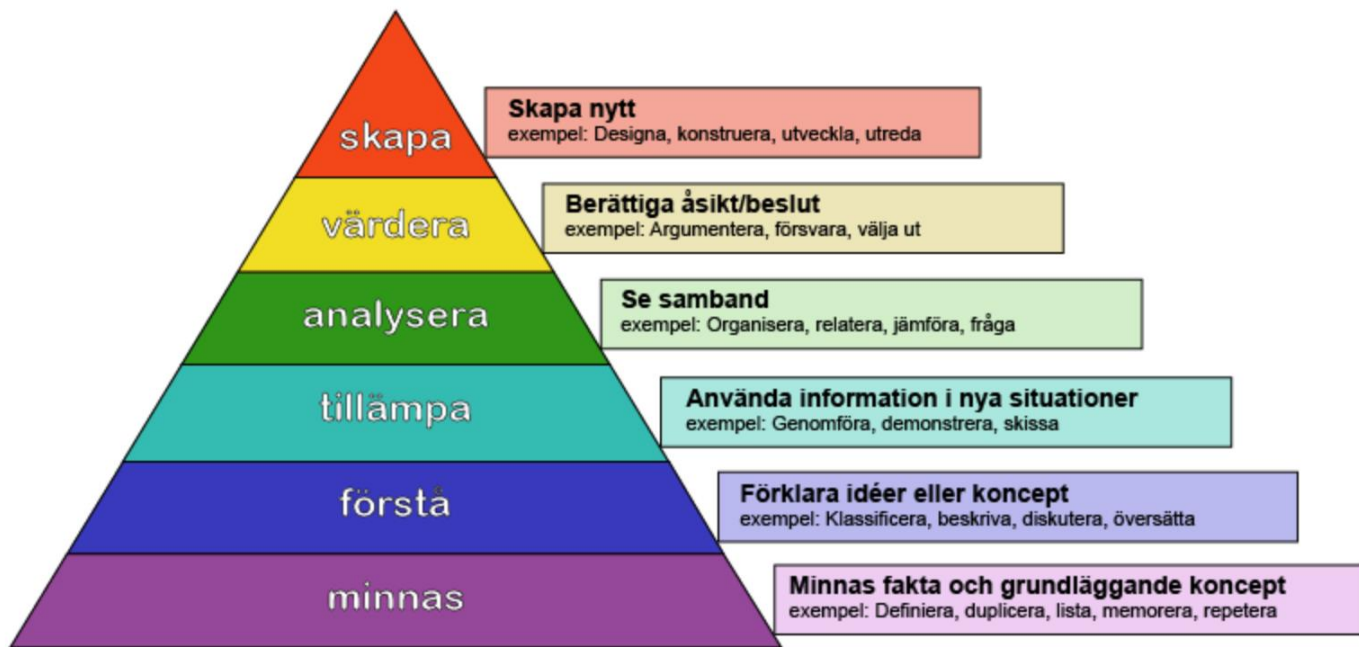 skapa
Skapa nytt
exempel: Designa, konstruera, utveckla, utreda
värdera
Berättiga åsikt/beslut
exempel: Argumentera, försvara, välja ut
analysera
Se samband
exempel: Organisera, relatera, jämföra, fråga
tillämpa
Använda information i nya situationer
exempel: Genomföra, demonstrera, skissa
förstå
Förklara idéer eller koncept
exempel: Klassificera, beskriva, diskutera, översätta
minnas
Minnas fakta och grundläggande koncept
exempel: Definiera, duplicera, lista, memorera, repetera